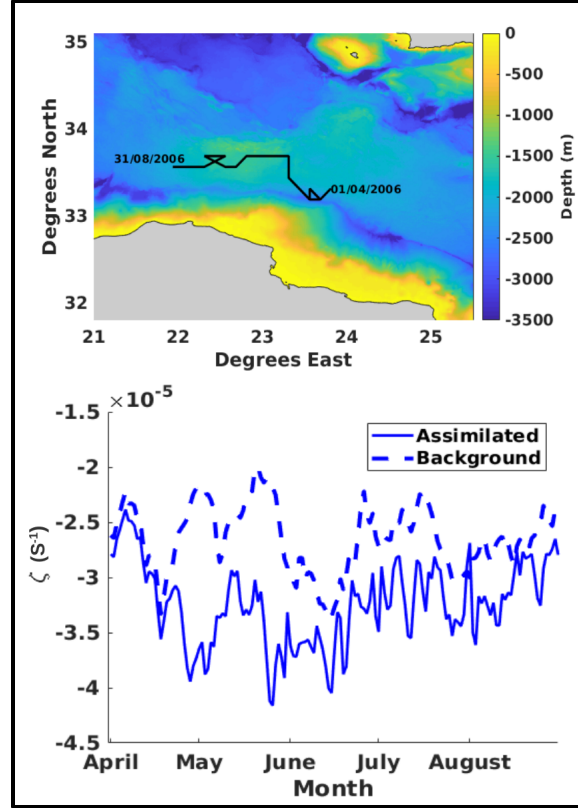 35
34
33
32
Degrees North
31/08/2006
01/04/2006
21 22 23 24 25
Degrees East
0
-500
-1000
-1500
-2000
-2500
-3000
-3500
Depth (m)
×10-5
-1.5
-2
-2.5
-3
-3.5
-4
-4.5
ζ (S-1)
Assimilated
Background
April May June July August
Month